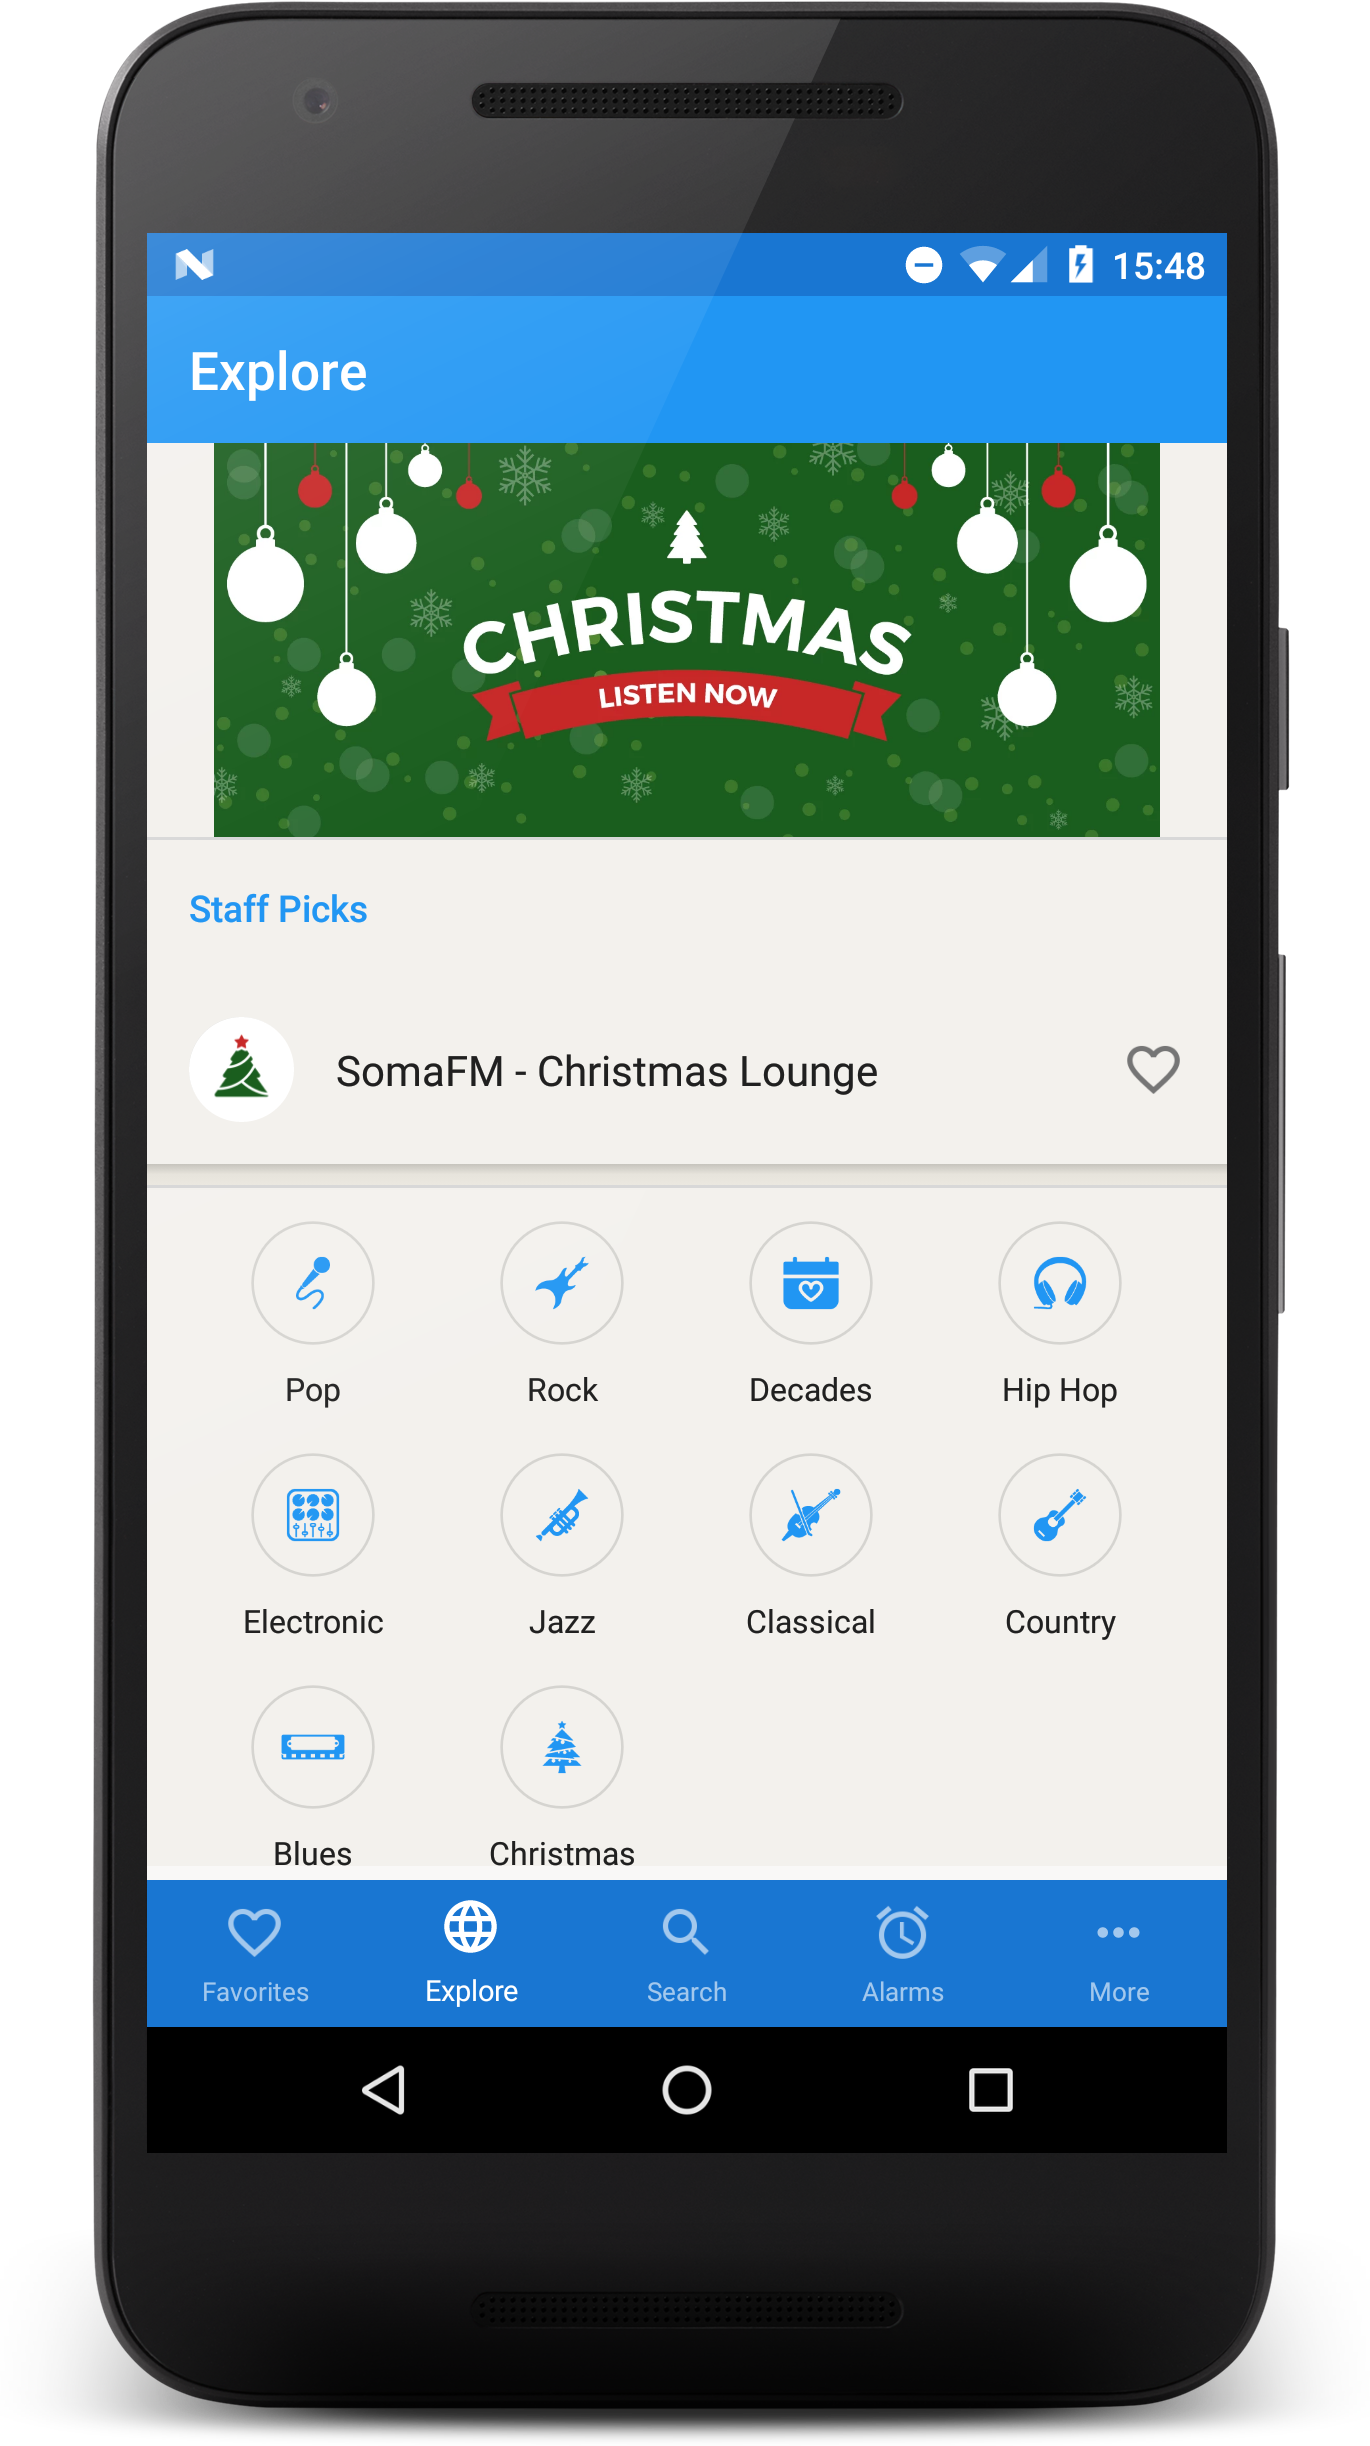 15:48
Explore
CHRISTMAS
LISTEN NOW
Staff Picks
SomaFM - Christmas Lounge
Pop Rock Decades Hip Hop
Electronic Jazz Classical Country
Blues Christmas
Favorites Explore Search Alarms More